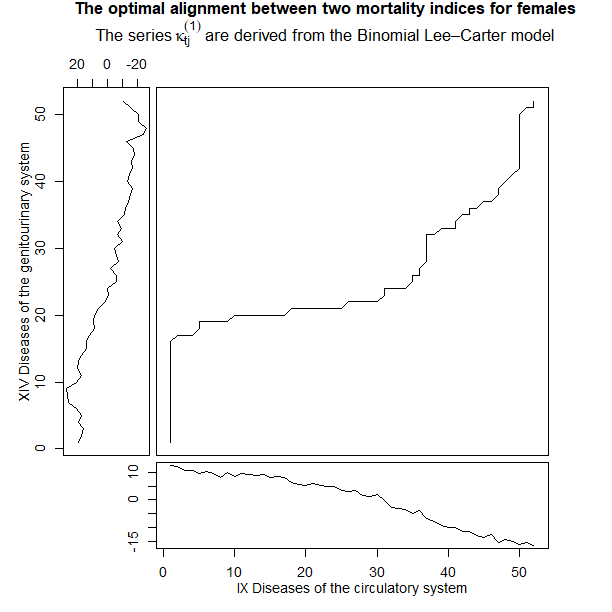 The optimal alignment between two mortality indices for females
The series κtj(1) are derived from the Binomial Lee–Carter model
20 0 -20
XIV Diseases of the genitourinary system
50
40
30
20
10
0
10
0
-15
0 10 20 30 40 50
IX Diseases of the circulatory system